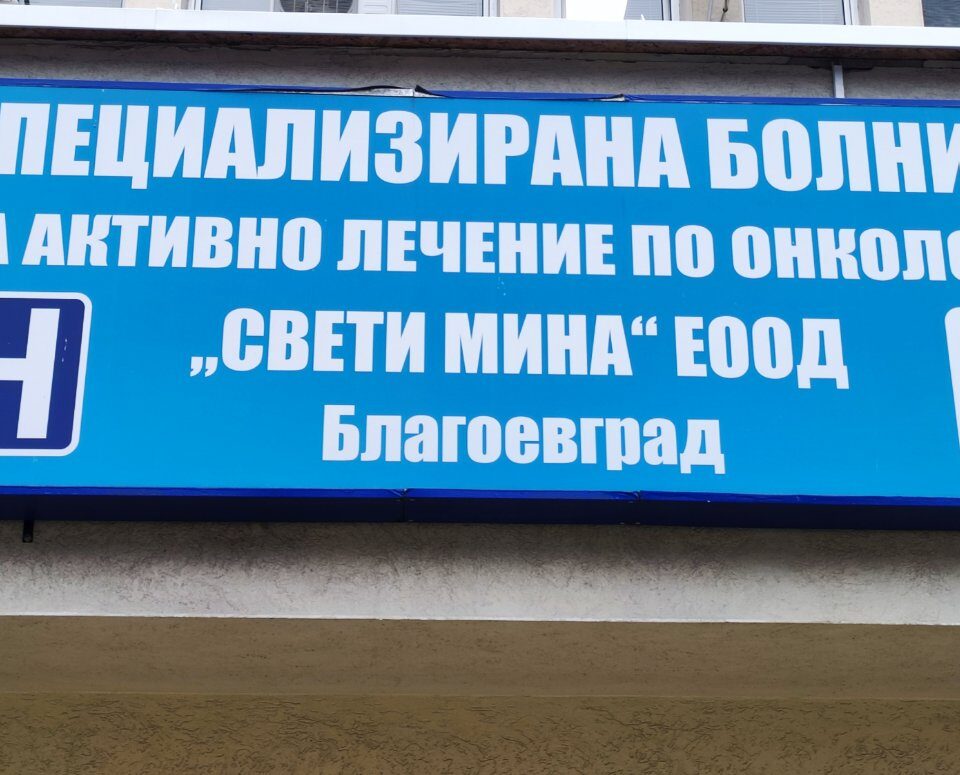 ПЕЦИАЛИЗИРАНА БОЛНИ
А АКТИВНО ЛЕЧЕНИЕ ПО ОНКОЛО
H
„СВЕТИ МИНА“ ЕООД
Благоевград